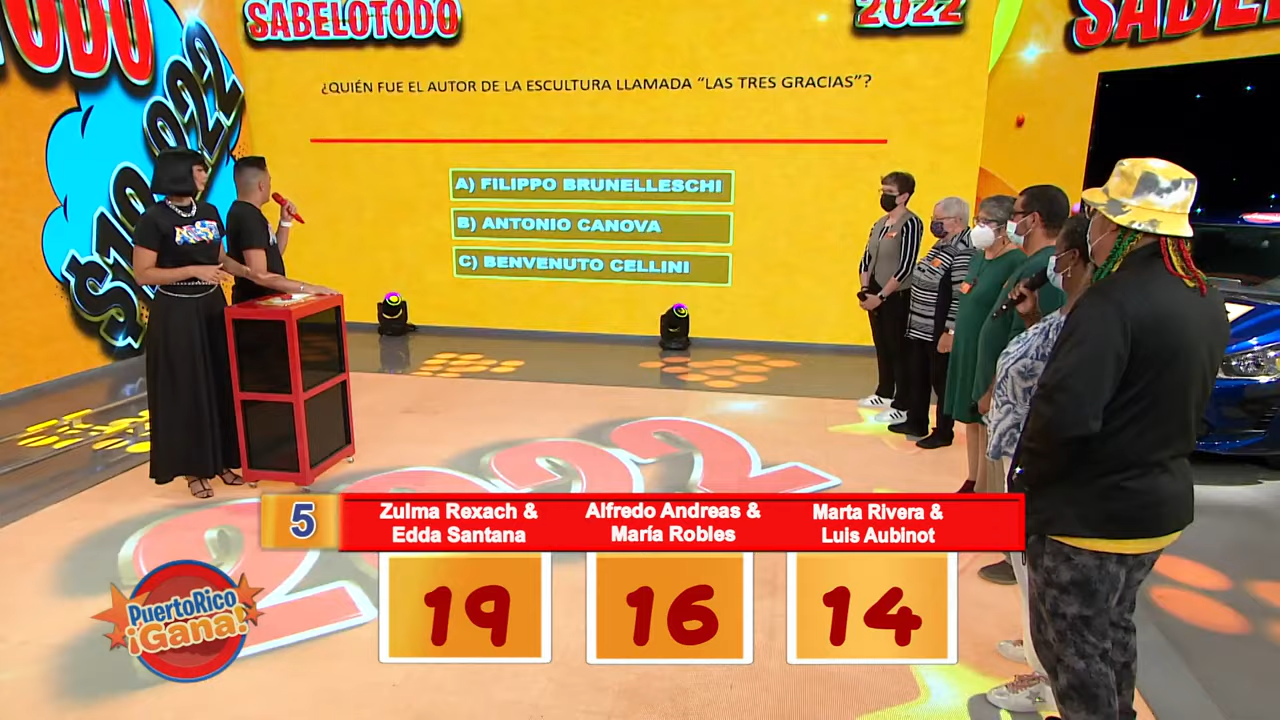 SABELOTODO
2022
¿QUIÉN FUE EL AUTOR DE LA ESCULTURA LLAMADA “LAS TRES GRACIAS”?
A) FILIPPO BRUNELLESCHI
B) ANTONIO CANOVA
C) BENVENUTO CELLINI
2022
5
Zulma Rexach &
Edda Santana
Alfredo Andreas &
María Robles
Marta Rivera &
Luis Aubinot
19
16
14
PuertoRico
¡Gana!